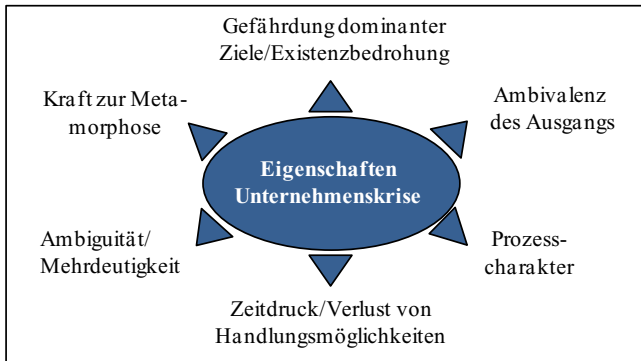 Gefährdung dominanter
Ziele/Existenzbedrohung
Kraft zur Meta-
morphose
Ambivalenz
des Ausgangs
Eigenschaften
Unternehmenskrise
Ambiguität/
Mehrdeutigkeit
Prozess-
charakter
Zeitdruck/Verlust von
Handlungsmöglichkeiten